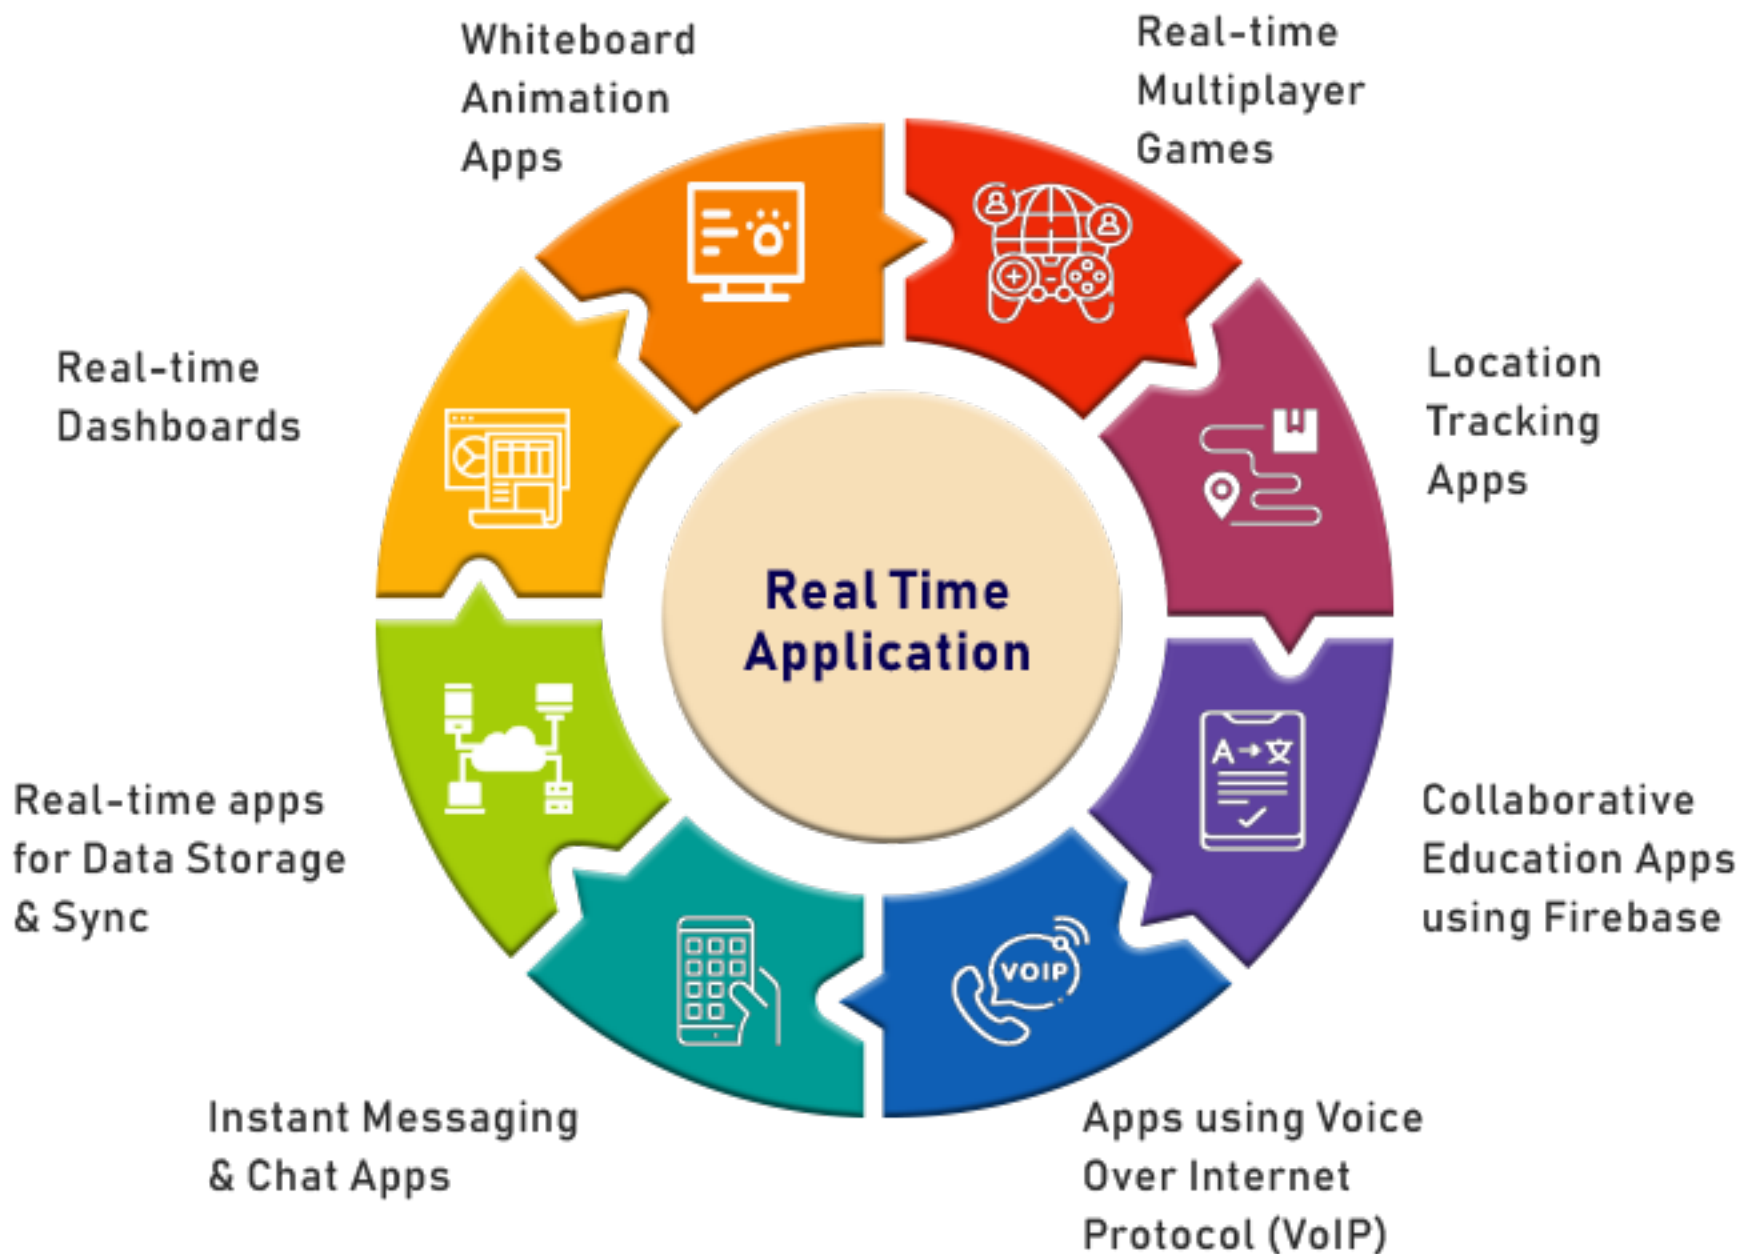 Whiteboard
Animation
Apps
Real-time
Multiplayer
Games
Location
Tracking
Apps
Collaborative
Education Apps
using Firebase
Apps using Voice
Over Internet
Protocol (VoIP)
Instant Messaging
& Chat Apps
Real-time apps
for Data Storage
& Sync
Real-time
Dashboards
Real Time
Application
A→文
VOIP